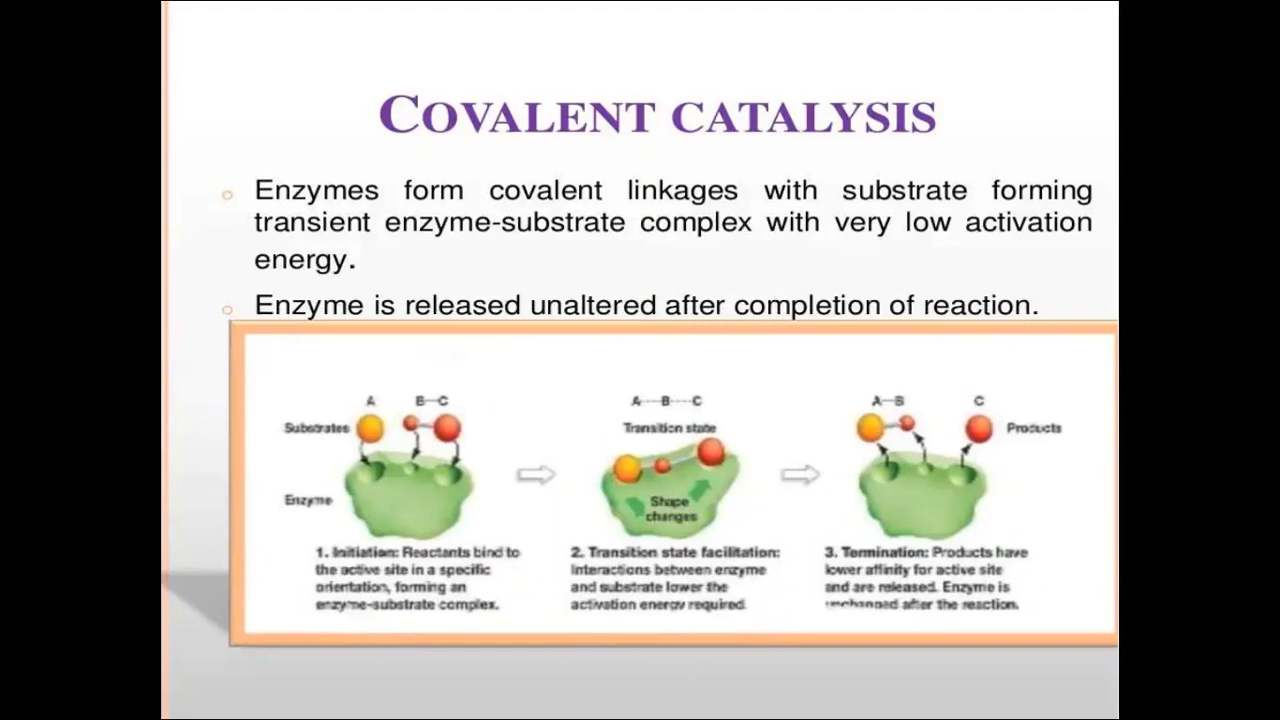 COVALENT CATALYSIS
Enzymes form covalent linkages with substrate forming
transient enzyme-substrate complex with very low activation
energy.
Enzyme is released unaltered after completion of reaction.
A B—C
A----B----C
A—B C
Substrates
Transition state
Products
Enzyme
Shape
changes
1. Initiation: Reactants bind to
the active site in a specific
orientation, forming an
enzyme-substrate complex.
2. Transition state facilitation:
Interactions between enzyme
and substrate lower the
activation energy required.
3. Termination: Products have
lower affinity for active site
and are released. Enzyme is
unchanged after the reaction.